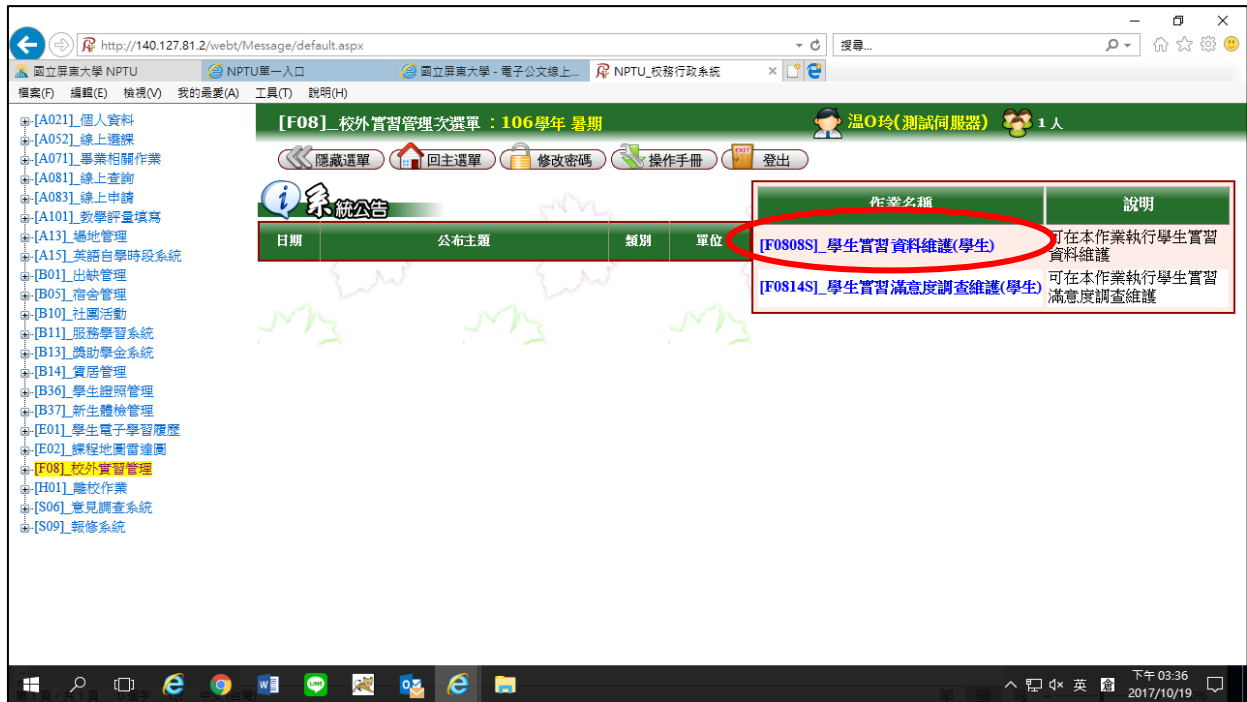 http://140.127.81.2/webt/Message/default.aspx
搜尋...
國立屏東大學 NPTU
NPTU單一入口
國立屏東大學 - 電子公文線上...
NPTU_校務行政系統
檔案(F) 編輯(E) 檢視(V) 我的最愛(A) 工具(T) 說明(H)
[A021]_個人資料
[A052]_線上選課
[A071]_畢業相關作業
[A081]_線上查詢
[A083]_線上申請
[A101]_教學評量填寫
[A13]_場地管理
[A15]_英語自學時段系統
[B01]_出缺管理
[B05]_宿舍管理
[B10]_社團活動
[B11]_服務學習系統
[B13]_獎助學金系統
[B14]_賃居管理
[B36]_學生證照管理
[B37]_新生體檢管理
[E01]_學生電子學習履歷
[E02]_課程地圖雷達圖
[F08]_校外實習管理
[H01]_離校作業
[S06]_意見調查系統
[S09]_報修系統
[F08]_校外實習管理次選單：106學年 暑期
温O玲(測試伺服器) 1 人
隱藏選單 回主選單 修改密碼 操作手冊 EXIT 登出
系統公告
日期 公布主題 類別 單位
作業名稱 說明
[F0808S]_學生實習資料維護(學生) 可在本作業執行學生實習
資料維護
[F0814S]_學生實習滿意度調查維護(學生) 可在本作業執行學生實習
滿意度調查維護
LINE
英
倉
下午 03:36
2017/10/19